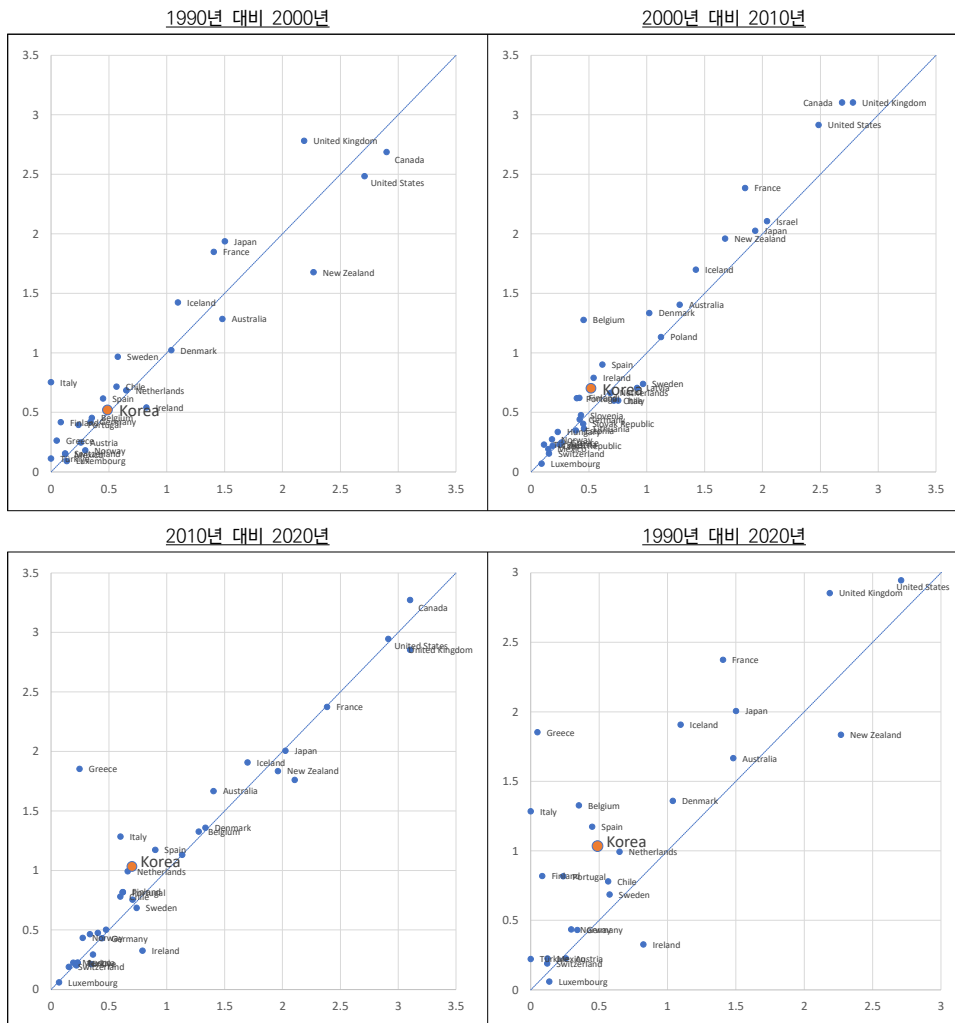 1990년 대비 2000년
3.5
3
2.5
2
1.5
1
0.5
0
0 0.5 1 1.5 2 2.5 3 3.5
United Kingdom
Canada
United States
Japan
France
New Zealand
Iceland
Australia
Denmark
Sweden
Italy
Chile
Netherlands
Spain
Korea
Ireland
Belgium
Finland
Germany
Portugal
Greece
Austria
Norway
Luxembourg
2000년 대비 2010년
3.5
3
2.5
2
1.5
1
0.5
0
0 0.5 1 1.5 2 2.5 3 3.5
Canada
United Kingdom
United States
France
Israel
Japan
New Zealand
Iceland
Australia
Denmark
Belgium
Poland
Spain
Ireland
Sweden
Korea
Latvia
Netherlands
Slovenia
Germany
Slovak Republic
Lithuania
Hungary
Norway
Mexico
Switzerland
Luxembourg
2010년 대비 2020년
3.5
3
2.5
2
1.5
1
0.5
0
0 0.5 1 1.5 2 2.5 3 3.5
Canada
United States
United Kingdom
France
Japan
Iceland
New Zealand
Greece
Australia
Denmark
Belgium
Italy
Spain
Korea
Netherlands
Portugal
Chile
Sweden
Norway
Germany
Ireland
Switzerland
Luxembourg
1990년 대비 2020년
3
2.5
2
1.5
1
0.5
0
0 0.5 1 1.5 2 2.5 3
United States
United Kingdom
France
Japan
Iceland
Greece
New Zealand
Australia
Denmark
Belgium
Italy
Spain
Korea
Netherlands
Finland
Portugal
Chile
Sweden
Norway
Germany
Ireland
Türkiye
Mexico
Austria
Switzerland
Luxembourg